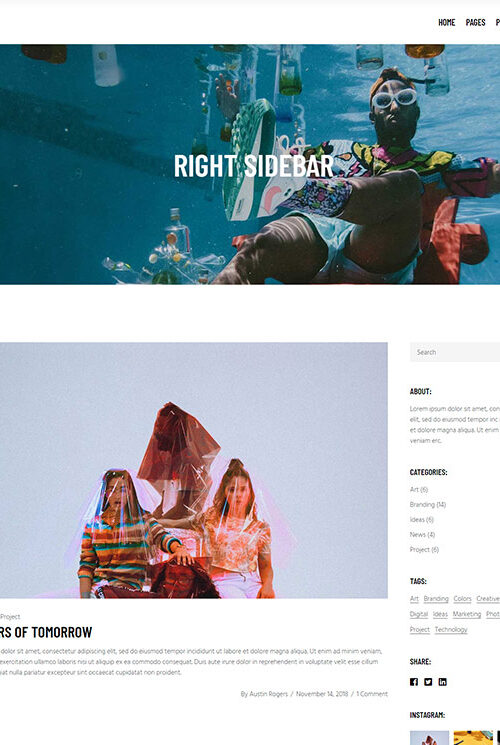 HOME PAGES
RIGHT SIDEBAR
Project
OF TOMORROW
dolor sit amet, consectetur adipiscing elit, sed do eiusmod tempor incididunt ut labore et dolore magna aliqua. Ut enim ad minim veniam,
exercitation ullamco laboris nisi ut aliquip ex ea commodo consequat. Duis aute irure dolor in reprehenderit in voluptate velit esse cillum
nulla pariatur excepteur sint occaecat cupidatat non proident.
By Austin Rogers / November 14, 2018 / 1 Comment
Search
ABOUT:
Lorem ipsum dolor sit amet,
elit, sed do eiusmod tempor inc
et dolore magna aliqua. Ut enim
veniam erc.
CATEGORIES:
Art (6)
Branding (14)
Ideas (6)
News (4)
Project (6)
TAGS:
Art Branding Colors Creative
Digital Ideas Marketing
Project Technology
SHARE:
INSTAGRAM: